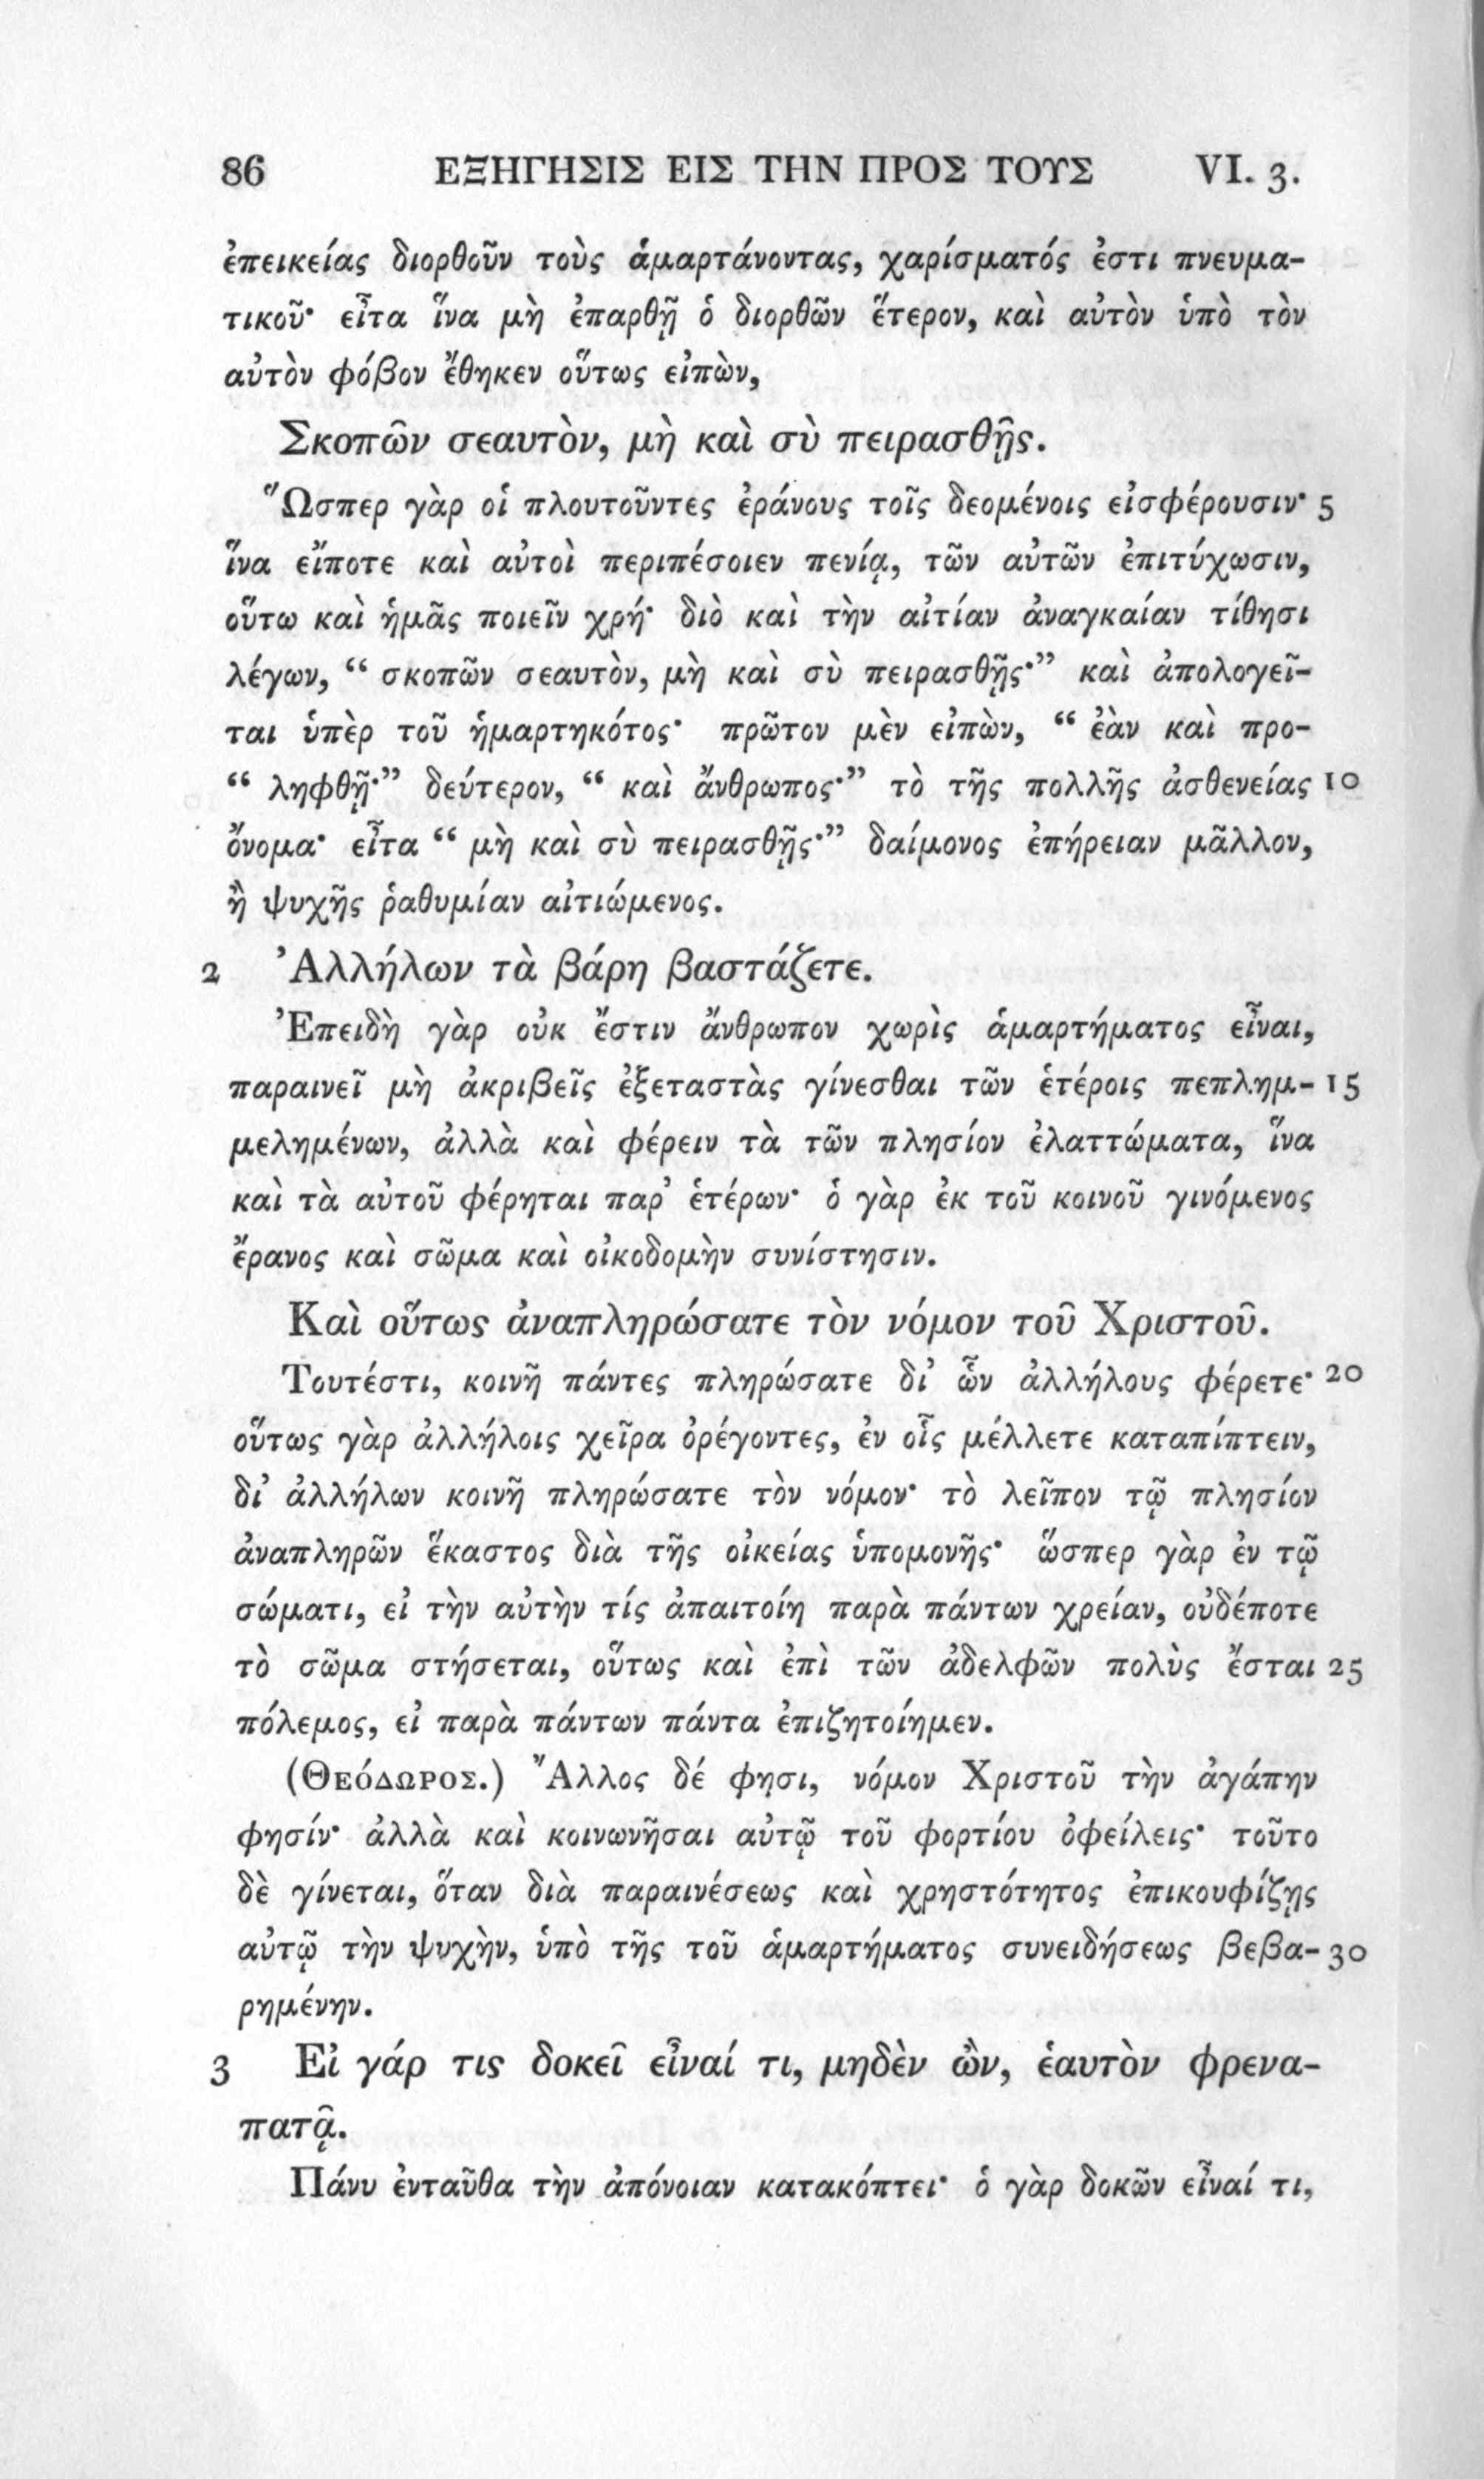 86 ΕΞΗΓΗΣΙΣ ΕΙΣ ΤΗΝ ΠΡΟΣ ΤΟΥΣ VI. 3.
ἐπεικείας διορθοῦν τοὺς ἁμαρτάνοντας, χαρίσματός ἐστι πνευμα-
τικοῦ· εἶτα ἵνα μὴ ἐπαρθῇ ὁ διορθῶν ἕτερον, καὶ αὐτὸν ὑπὸ τὸν
αὐτὸν φόβον ἔθηκεν οὕτως εἰπὼν,
Σκοπῶν σεαυτὸν, μὴ καὶ σὺ πειρασθῇς.
Ὥσπερ γὰρ οἱ πλουτοῦντες ἐράνους τοῖς δεομένοις εἰσφέρουσιν· 5
ἵνα εἴποτε καὶ αὐτοὶ περιπέσοιεν πενίᾳ, τῶν αὐτῶν ἐπιτύχωσιν,
οὕτω καὶ ἡμᾶς ποιεῖν χρή· διὸ καὶ τὴν αἰτίαν ἀναγκαίαν τίθησι
λέγων, “ σκοπῶν σεαυτὸν, μὴ καὶ σὺ πειρασθῇς·” καὶ ἀπολογεῖ-
ται ὑπὲρ τοῦ ἡμαρτηκότος· πρῶτον μὲν εἰπὼν, “ ἐὰν καὶ προ-
“ ληφθῇ·” δεύτερον, “ καὶ ἄνθρωπος·” τὸ τῆς πολλῆς ἀσθενείας 10
ὄνομα· εἶτα “ μὴ καὶ σὺ πειρασθῇς·” δαίμονος ἐπήρειαν μᾶλλον,
ἢ ψυχῆς ῥαθυμίαν αἰτιώμενος.
2 Ἀλλήλων τὰ βάρη βαστάζετε.
Ἐπειδὴ γὰρ οὐκ ἔστιν ἄνθρωπον χωρὶς ἁμαρτήματος εἶναι,
παραινεῖ μὴ ἀκριβεῖς ἐξεταστὰς γίνεσθαι τῶν ἑτέροις πεπλημ- 15
μελημένων, ἀλλὰ καὶ φέρειν τὰ τῶν πλησίον ἐλαττώματα, ἵνα
καὶ τὰ αὐτοῦ φέρηται παρ’ ἑτέρων· ὁ γὰρ ἐκ τοῦ κοινοῦ γινόμενος
ἔρανος καὶ σῶμα καὶ οἰκοδομὴν συνίστησιν.
Καὶ οὕτως ἀναπληρώσατε τὸν νόμον τοῦ Χριστοῦ.
Τουτέστι, κοινῆ πάντες πληρώσατε δι’ ὧν ἀλλήλους φέρετε· 20
οὕτως γὰρ ἀλλήλοις χεῖρα ὀρέγοντες, ἐν οἷς μέλλετε καταπίπτειν,
δι’ ἀλλήλων κοινῆ πληρώσατε τὸν νόμον· τὸ λεῖπον τῷ πλησίον
ἀναπληρῶν ἕκαστος διὰ τῆς οἰκείας ὑπομονῆς· ὥσπερ γὰρ ἐν τῷ
σώματι, εἰ τὴν αὐτὴν τίς ἀπαιτοίη παρὰ πάντων χρείαν, οὐδέποτε
τὸ σῶμα στήσεται, οὕτως καὶ ἐπὶ τῶν ἀδελφῶν πολὺς ἔσται 25
πόλεμος, εἰ παρὰ πάντων πάντα ἐπιζητοίημεν.
(Θεόδωρος.) Ἄλλος δέ φησι, νόμον Χριστοῦ τὴν ἀγάπην
φησίν· ἀλλὰ καὶ κοινωνῆσαι αὐτῷ τοῦ φορτίου ὀφείλεις· τοῦτο
δὲ γίνεται, ὅταν διὰ παραινέσεως καὶ χρηστότητος ἐπικουφίζῃς
αὐτῷ τὴν ψυχὴν, ὑπὸ τῆς τοῦ ἁμαρτήματος συνειδήσεως βεβα- 30
ρημένην.
3 Εἰ γάρ τις δοκεῖ εἶναί τι, μηδὲν ὢν, ἑαυτὸν φρενα-
πατᾷ.
Πάνυ ἐνταῦθα τὴν ἀπόνοιαν κατακόπτει· ὁ γὰρ δοκῶν εἶναί τι,